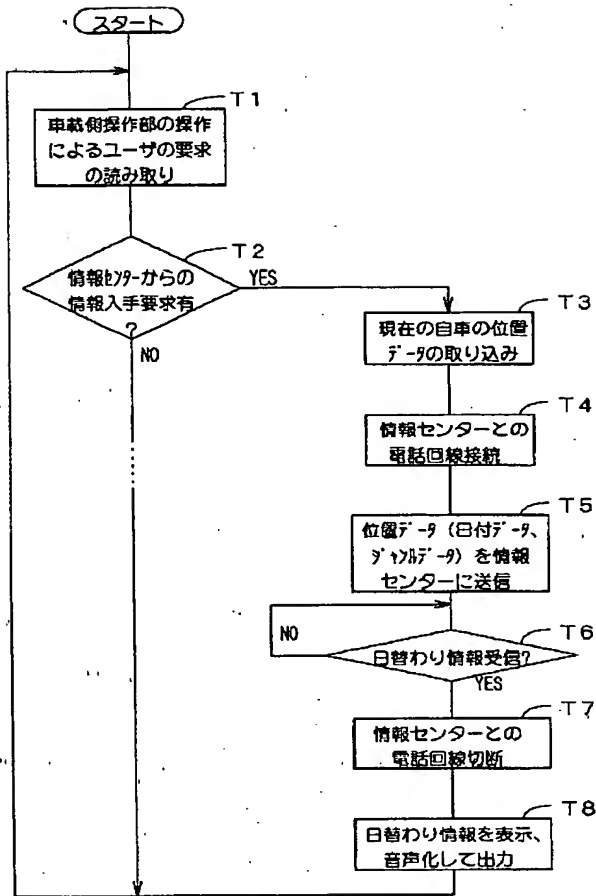 スタート
T1
車載側操作部の操作
によるユーザの要求
の読み取り
T2
情報ｾﾝﾀｰからの
情報入手要求有
?
YES
NO
T3
現在の自車の位置
ﾃﾞｰﾀの取り込み
T4
情報センターとの
電話回線接続
T5
位置ﾃﾞｰﾀ（日付ﾃﾞｰﾀ、
ｼﾞｬﾝﾙﾃﾞｰﾀ）を情報
センターに送信
T6
NO
日替わり情報受信?
YES
T7
情報センターとの
電話回線切断
T8
日替わり情報を表示、
音声化して出力